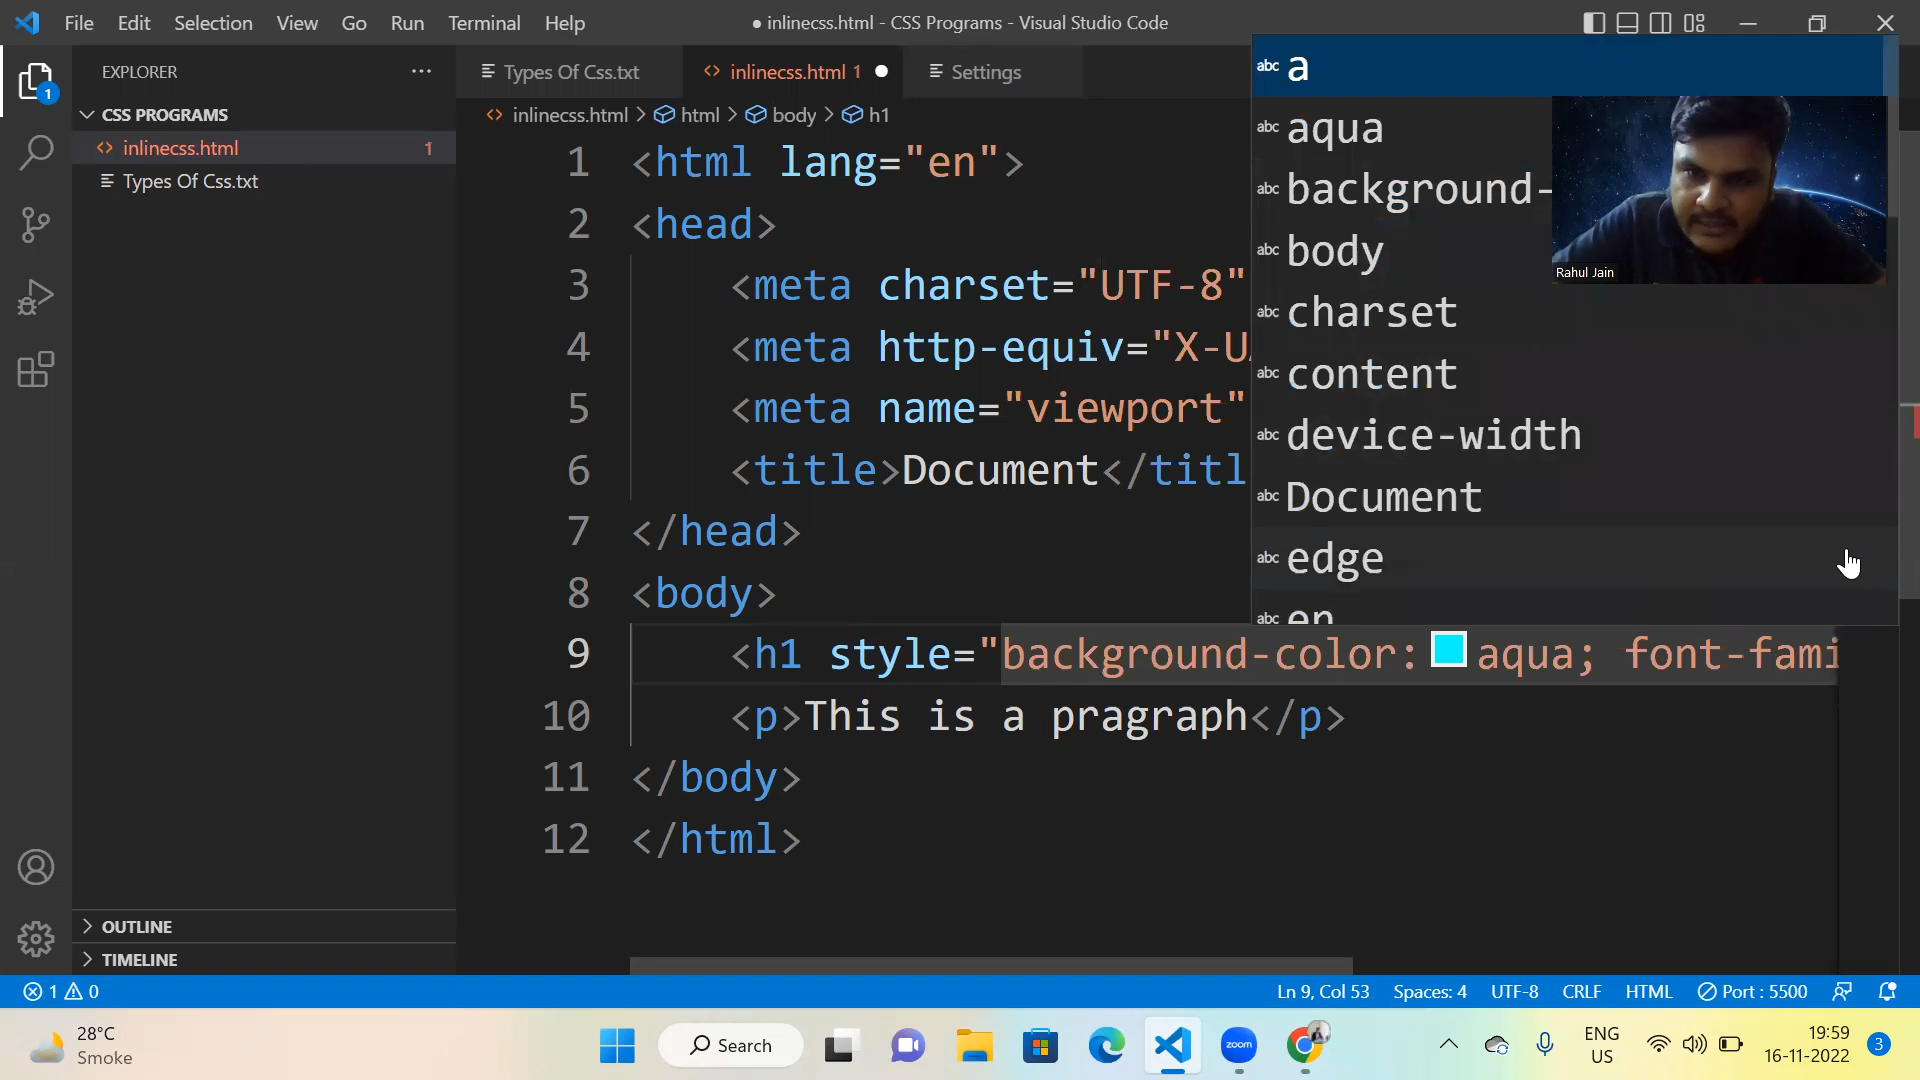 File Edit Selection View Go Run Terminal Help
● inlinecss.html - CSS Programs - Visual Studio Code
EXPLORER
1
CSS PROGRAMS
inlinecss.html 1
Types Of Css.txt
OUTLINE
TIMELINE
Types Of Css.txt
inlinecss.html 1
Settings
inlinecss.html > html > body > h1
1 <html lang="en">
2 <head>
3 <meta charset="UTF-8"
4 <meta http-equiv="X-U
5 <meta name="viewport"
6 <title>Document</titl
7 </head>
8 <body>
9 <h1 style="background-color: aqua; font-fami
10 <p>This is a pragraph</p>
11 </body>
12 </html>
abc a
abc aqua
abc background-
abc body
abc charset
abc content
abc device-width
abc Document
abc edge
abc en
Rahul Jain
1 0
Ln 9, Col 53 Spaces: 4 UTF-8 CRLF HTML Port : 5500
28°C
Smoke
Search
zoom
ENG
US
19:59
16-11-2022
3